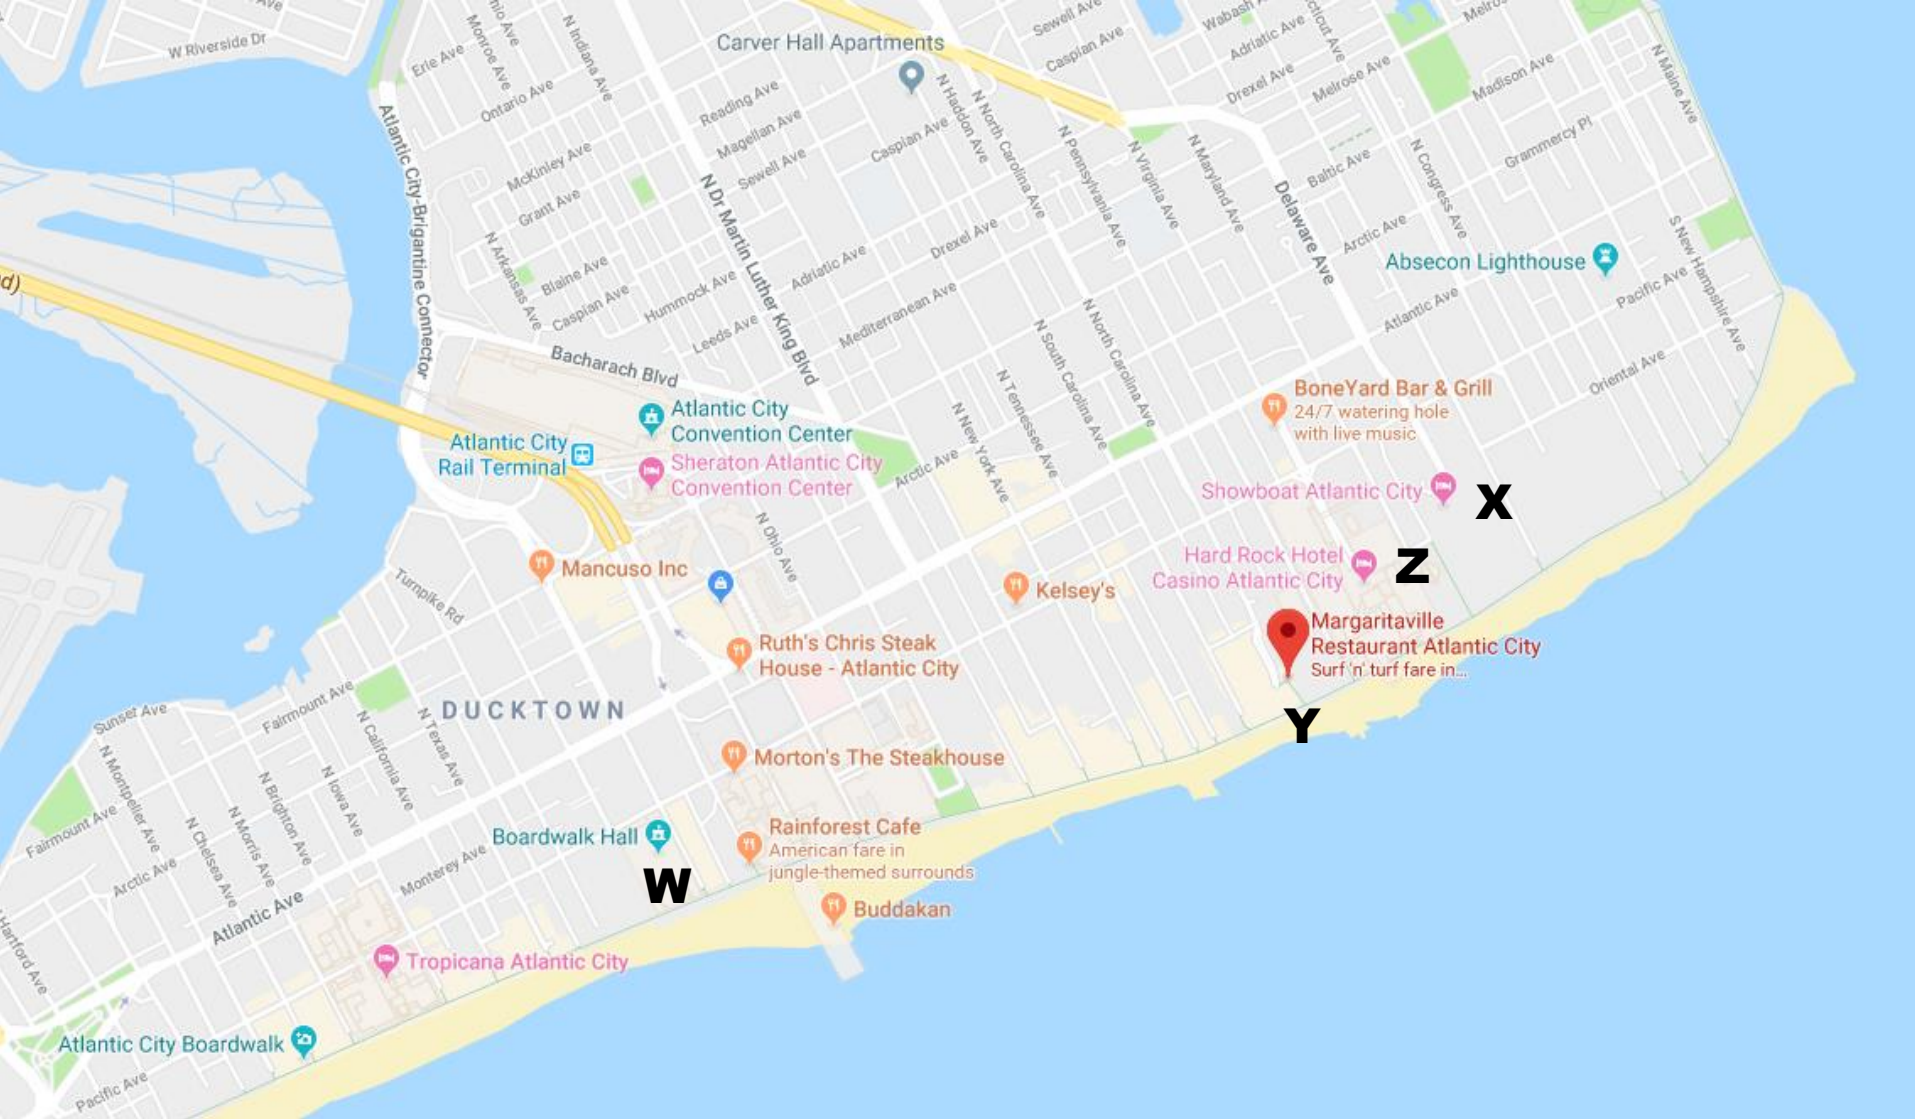 W Riverside Dr
Erie Ave
Monroe Ave
N Indiana Ave
Ontario Ave
Carver Hall Apartments
Sewell Ave
Caspian Ave
Wabash A
Adriatic Ave
Drexel Ave
Melrose Ave
Madison Ave
N Maine Ave
Atlantic City-Brigantine Connector
Reading Ave
Magellan Ave
Sewell Ave
Caspian Ave
N Haddon Ave
N North Carolina Ave
N Pennsylvania Ave
N Virginia Ave
N Maryland Ave
Baltic Ave
N Congress Ave
Grammercy Pl
McKinley Ave
Grant Ave
N Dr Martin Luther King Blvd
Delaware Ave
Arctic Ave
N Arkansas Ave
Blaine Ave
Caspian Ave
Hummock Ave
Adriatic Ave
Drexel Ave
Leeds Ave
Mediterranean Ave
Absecon Lighthouse
Pacific Ave
S New Hampshire Ave
Atlantic Ave
Oriental Ave
d)
Bacharach Blvd
N North Carolina Ave
N South Carolina Ave
N Tennessee Ave
N New York Ave
Arctic Ave
BoneYard Bar & Grill
24/7 watering hole
with live music
Atlantic City
Convention Center
Atlantic City
Rail Terminal
Sheraton Atlantic City
Convention Center
Showboat Atlantic City
X
N Ohio Ave
Hard Rock Hotel
Casino Atlantic City
Z
Mancuso Inc
Kelsey's
Turnpike Rd
Margaritaville
Restaurant Atlantic City
Surf 'n' turf fare in...
Ruth's Chris Steak
House - Atlantic City
Y
DUCKTOWN
Sunset Ave
Fairmount Ave
N California Ave
N Texas Ave
Morton's The Steakhouse
N Montpelier Ave
N Brighton Ave
N Iowa Ave
Fairmount Ave
N Chelsea Ave
N Morris Ave
Boardwalk Hall
W
Rainforest Cafe
American fare in
jungle-themed surrounds
Arctic Ave
Monterey Ave
Atlantic Ave
Buddakan
Hartford Ave
Tropicana Atlantic City
Atlantic City Boardwalk
Pacific Ave